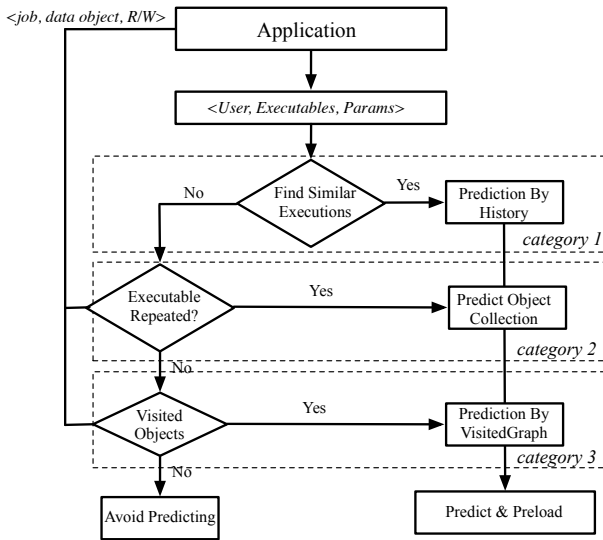 <job, data object, R/W>
Application
<User, Executables, Params>
No
Find Similar
Executions
Yes
Prediction By
History
category 1
Executable
Repeated?
Yes
Predict Object
Collection
category 2
No
Visited
Objects
Yes
Prediction By
VisitedGraph
category 3
No
Avoid Predicting
Predict & Preload